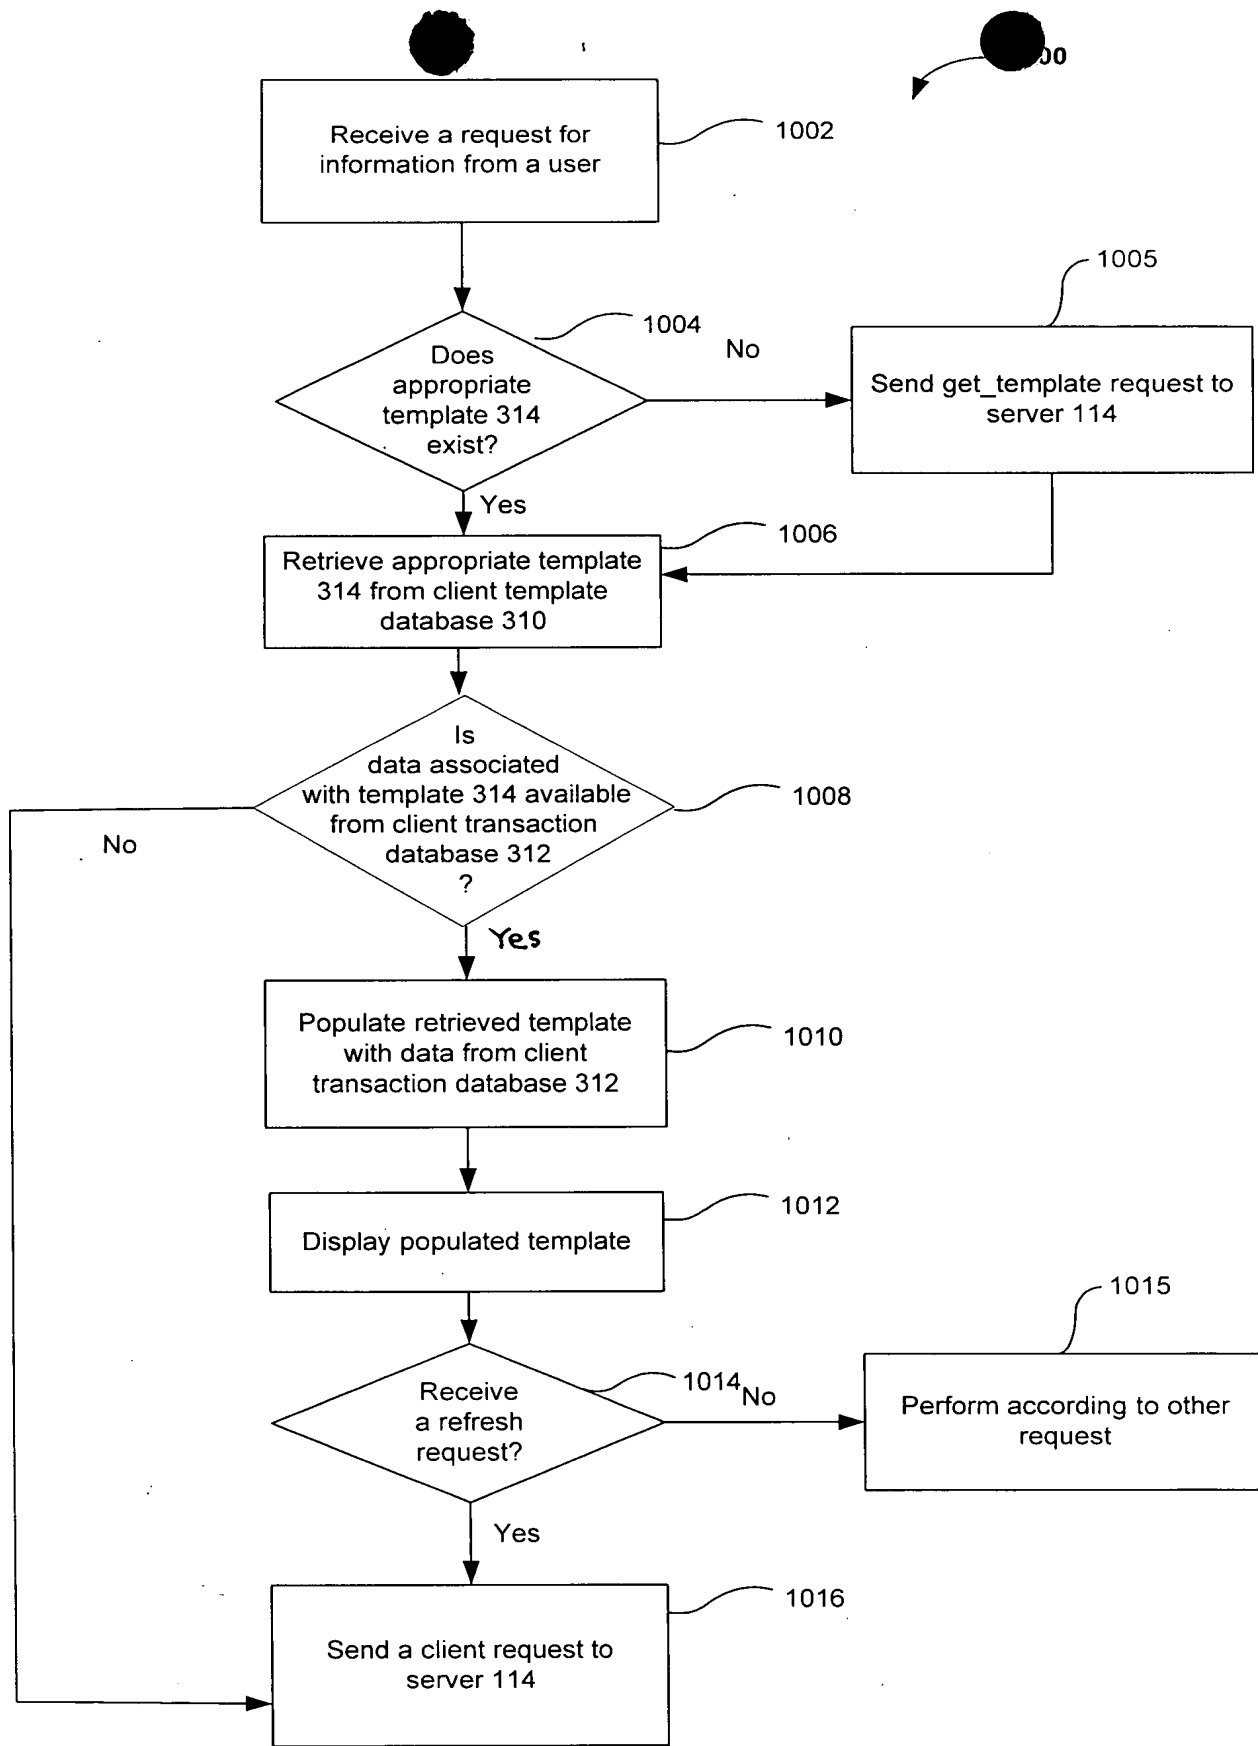 Receive a request for
information from a user
1002
1004
Does
appropriate
template 314
exist?
No
1005
Send get_template request to
server 114
Yes
1006
Retrieve appropriate template
314 from client template
database 310
Is
data associated
with template 314 available
from client transaction
database 312
?
1008
No
Yes
Populate retrieved template
with data from client
transaction database 312
1010
1012
Display populated template
1014
Receive
a refresh
request?
No
1015
Perform according to other
request
Yes
1016
Send a client request to
server 114